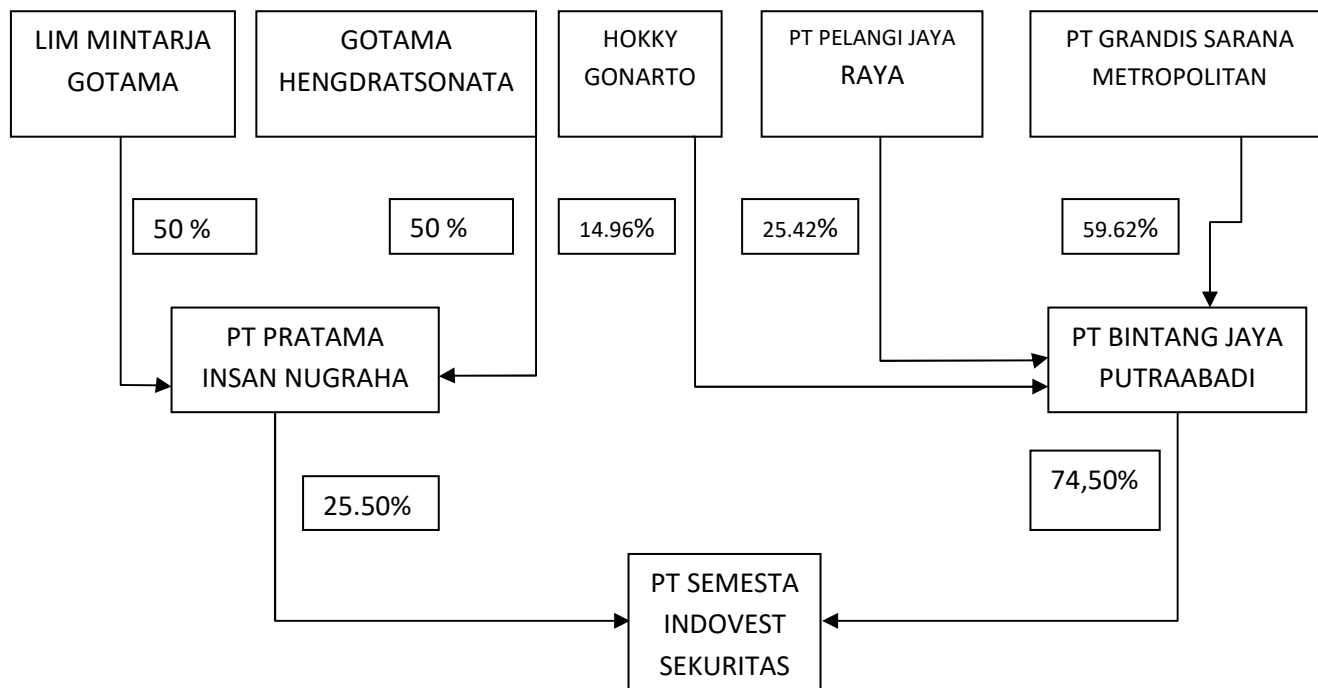 LIM MINTARJA
GOTAMA
GOTAMA
HENGDRATSONATA
HOKKY
GONARTO
PT PELANGI JAYA
RAYA
PT GRANDIS SARANA
METROPOLITAN
50 %
50 %
14.96%
25.42%
59.62%
PT PRATAMA
INSAN NUGRAHA
PT BINTANG JAYA
PUTRAABADI
25.50%
74,50%
PT SEMESTA
INDOVEST
SEKURITAS